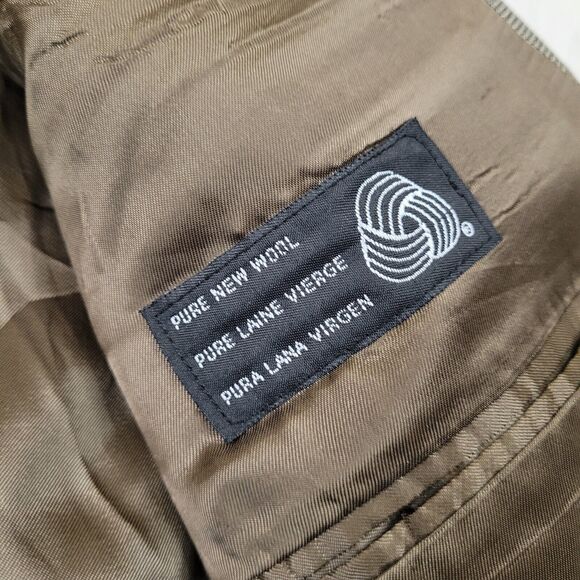 PURE NEW WOOL
PURE LAINE VIERGE
PURA LANA VIRGEN
®